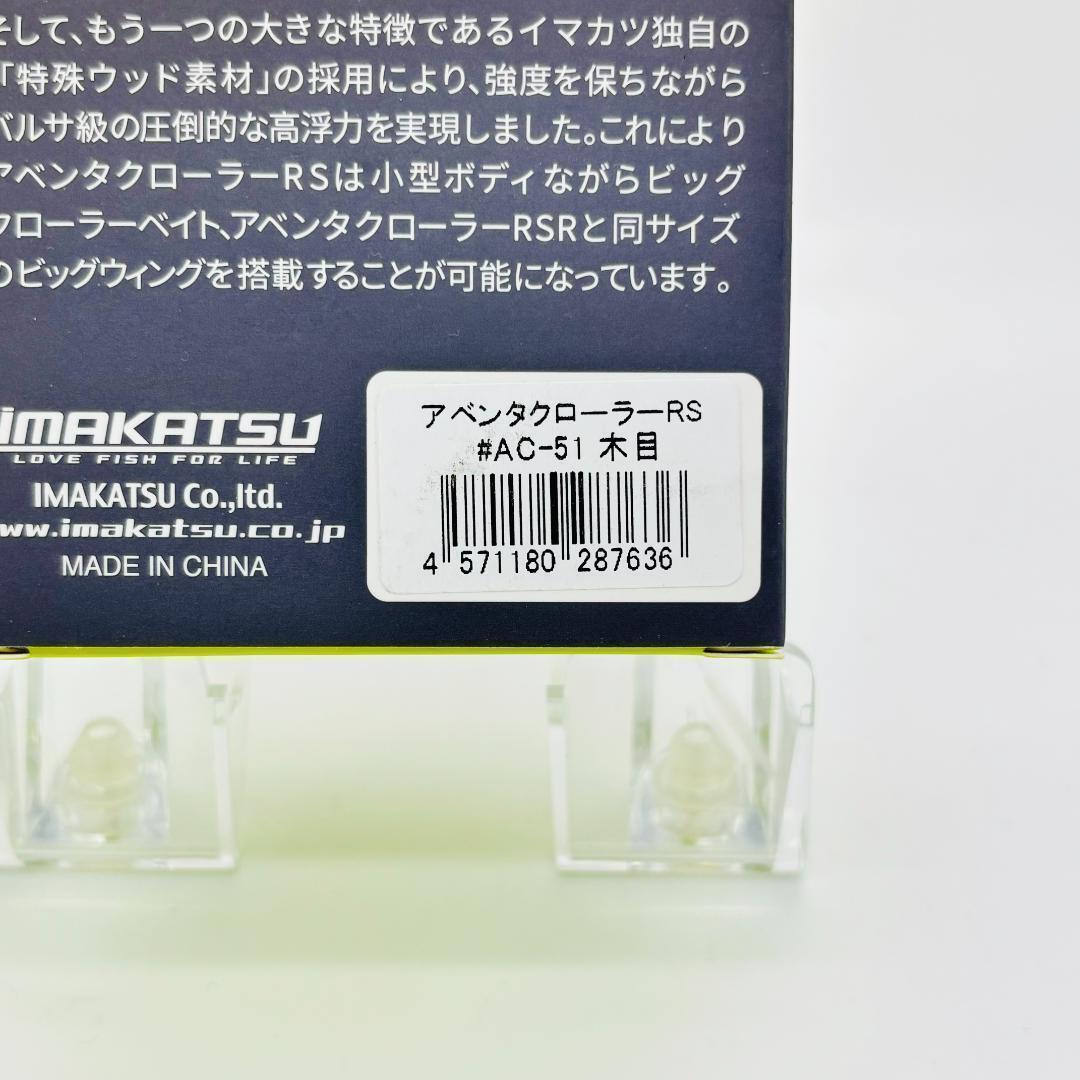 そして、もう一つの大きな特徴であるイマカツ独自の
「特殊ウッド素材」の採用により、強度を保ちながら
バルサ級の圧倒的な高浮力を実現しました。これにより
アベンタクローラーRSは小型ボディながらビッグ
クローラーベイト、アベンタクローラーRSRと同サイズ
のビッグウィングを搭載することが可能になっています。
IMAKATSU
LOVE FISH FOR LIFE
IMAKATSU Co.,ltd.
www.imakatsu.co.jp
MADE IN CHINA
アベンタクローラーRS
#AC-51 木目
4 571180 287636